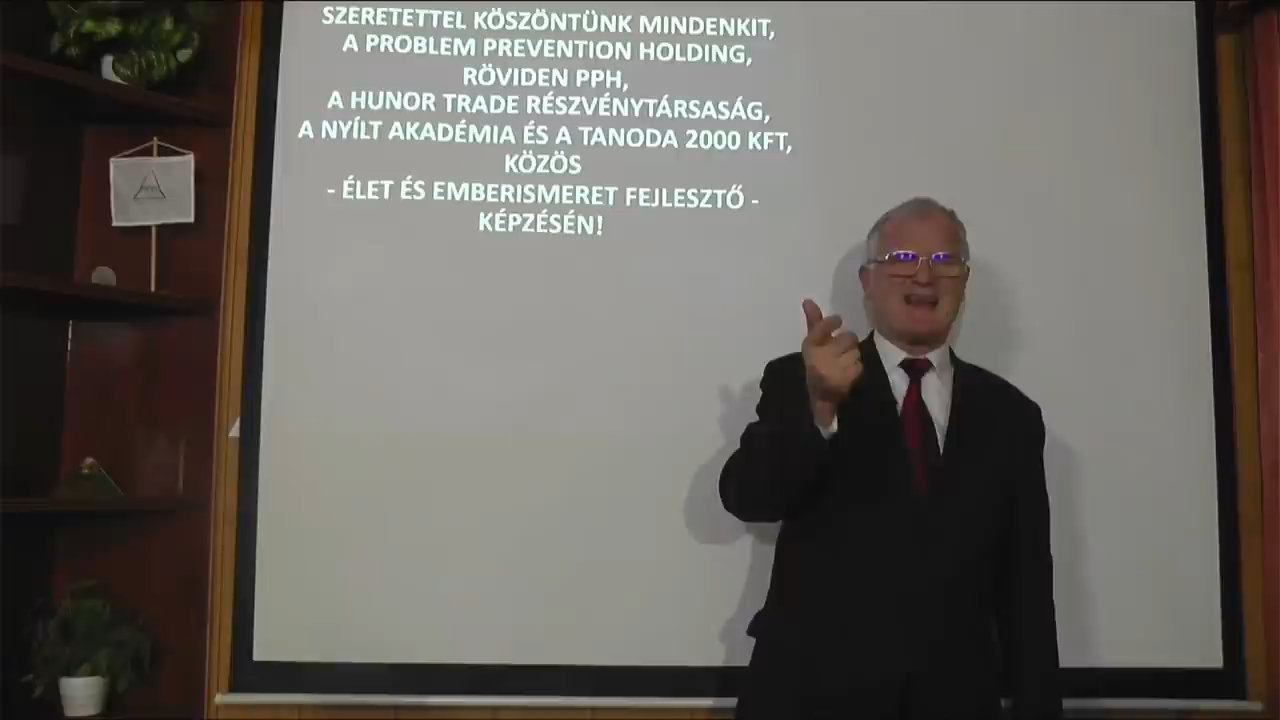 SZERETETTEL KÖSZÖNTÜNK MINDENKIT,
A PROBLEM PREVENTION HOLDING,
RÖVIDEN PPH,
A HUNOR TRADE RÉSZVÉNYTÁRSASÁG,
A NYÍLT AKADÉMIA ÉS A TANODA 2000 KFT,
KÖZÖS
- ÉLET ÉS EMBERISMERET FEJLESZTŐ -
KÉPZÉSÉN!